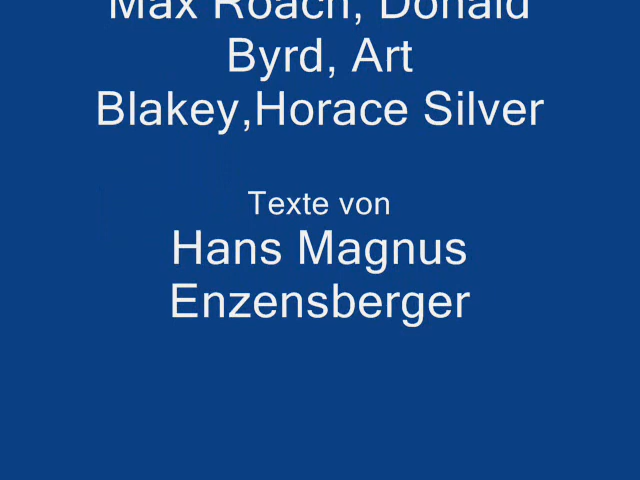 Max Roach, Donald
Byrd, Art
Blakey,Horace Silver
Texte von
Hans Magnus
Enzensberger